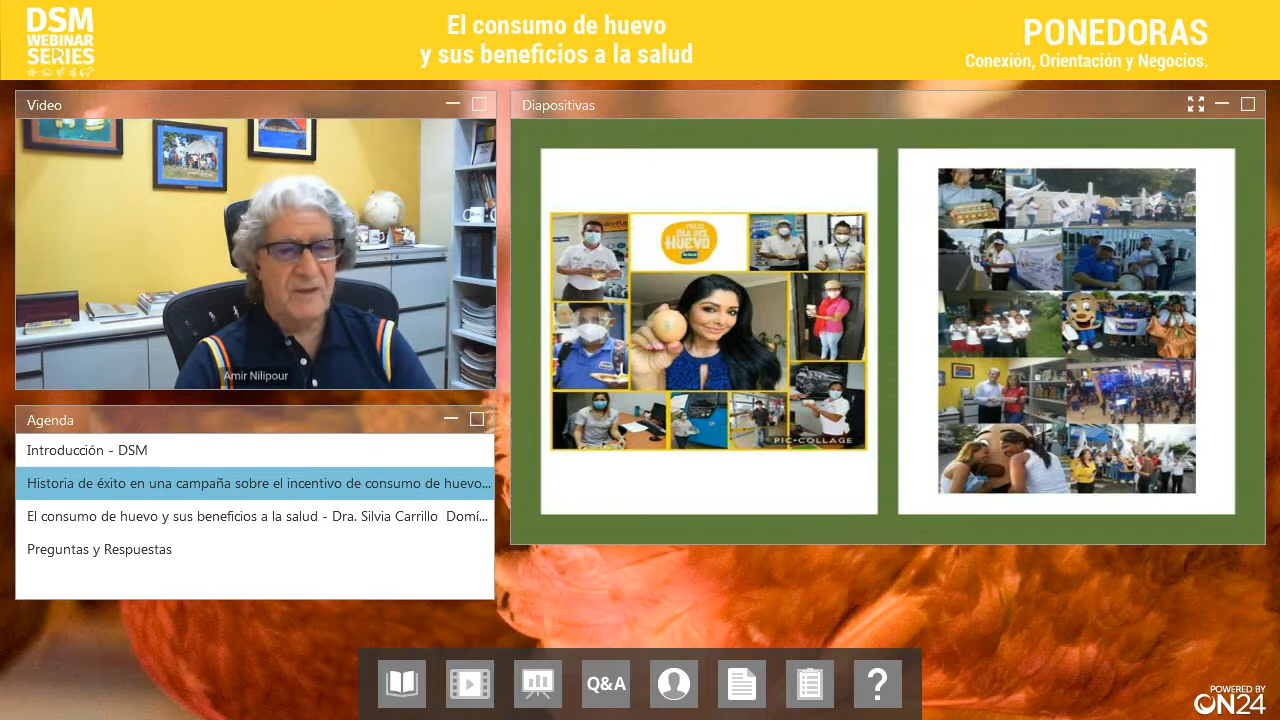 DSM
WEBINAR
SERIES
El consumo de huevo
y sus beneficios a la salud
PONEDORAS
Conexión, Orientación y Negocios.
Video
Amir Nilipour
Diapositivas
FELIZ
DÍA DEL
HUEVO
PIC•COLLAGE
Agenda
Introducción - DSM
Historia de éxito en una campaña sobre el incentivo de consumo de huevo...
El consumo de huevo y sus beneficios a la salud - Dra. Silvia Carrillo Domí...
Preguntas y Respuestas
Q&A
?
POWERED BY
ON24